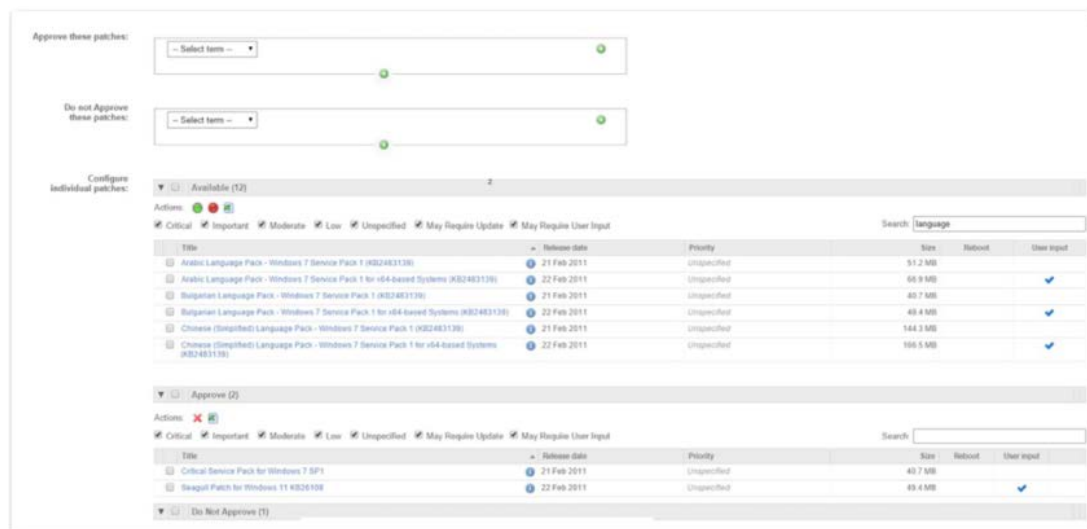 Approve these patches:
-- Select term --
Do not Approve
these patches:
-- Select term --
Configure
individual patches:
2
Available (12)
Actions:
Critical Important Moderate Low Unspecified May Require Update May Require User Input Search: language
Title Release date Priority Size Reboot User input
Arabic Language Pack - Windows 7 Service Pack 1 (KB2483139) 21 Feb 2011 Unspecified 51.2 MB
Arabic Language Pack - Windows 7 Service Pack 1 for x64-based Systems (KB2483139) 22 Feb 2011 Unspecified 66.9 MB
Bulgarian Language Pack - Windows 7 Service Pack 1 (KB2483139) 21 Feb 2011 Unspecified 40.7 MB
Bulgarian Language Pack - Windows 7 Service Pack 1 for x64-based Systems (KB2483139) 22 Feb 2011 Unspecified 49.4 MB
Chinese (Simplified) Language Pack - Windows 7 Service Pack 1 (KB2483139) 21 Feb 2011 Unspecified 144.3 MB
Chinese (Simplified) Language Pack - Windows 7 Service Pack 1 for x64-based Systems 22 Feb 2011 Unspecified 166.5 MB
(KB2483139)
Approve (2)
Actions:
Critical Important Moderate Low Unspecified May Require Update May Require User Input Search:
Title Release date Priority Size Reboot User input
Critical Service Pack for Windows 7 SP1 21 Feb 2011 Unspecified 40.7 MB
Seagull Patch for Windows 11 KB26108 22 Feb 2011 Unspecified 49.4 MB
Do Not Approve (1)